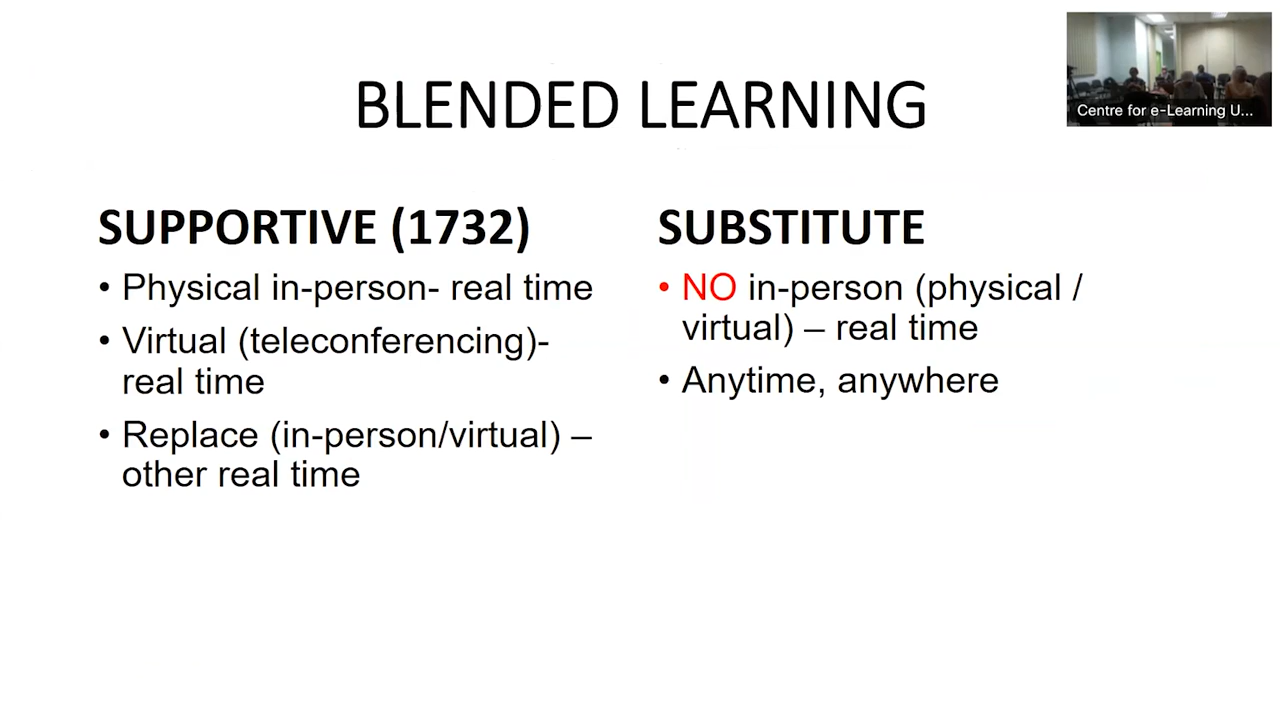 BLENDED LEARNING
Centre for e-Learning U...
SUPPORTIVE (1732)
• Physical in-person- real time
• Virtual (teleconferencing)-
real time
• Replace (in-person/virtual) –
other real time
SUBSTITUTE
• NO in-person (physical /
virtual) – real time
• Anytime, anywhere